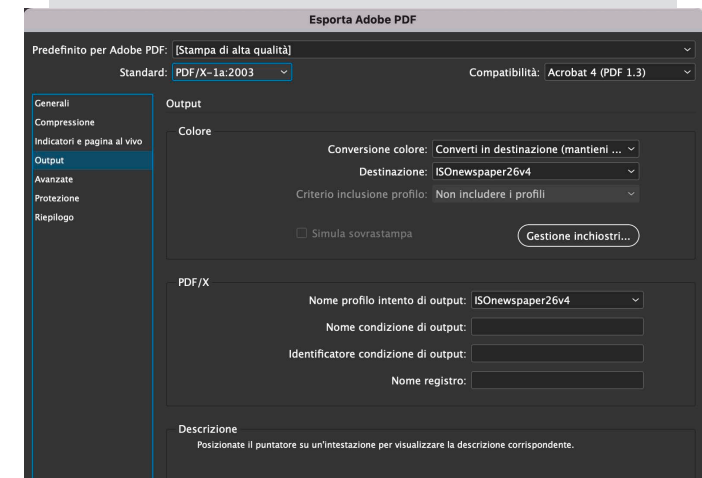 Esporta Adobe PDF
Predefinito per Adobe PDF: [Stampa di alta qualità]
Standard: PDF/X-1a:2003 Compatibilità: Acrobat 4 (PDF 1.3)
Generali
Compressione
Indicatori e pagina al vivo
Output
Avanzate
Protezione
Riepilogo
Output
Colore
Conversione colore: Converti in destinazione (mantieni ...
Destinazione: ISOnewspaper26v4
Criterio inclusione profilo: Non includere i profili
Simula sovrastampa Gestione inchiostri...
PDF/X
Nome profilo intento di output: ISOnewspaper26v4
Nome condizione di output:
Identificatore condizione di output:
Nome registro:
Descrizione
Posizionate il puntatore su un'intestazione per visualizzare la descrizione corrispondente.